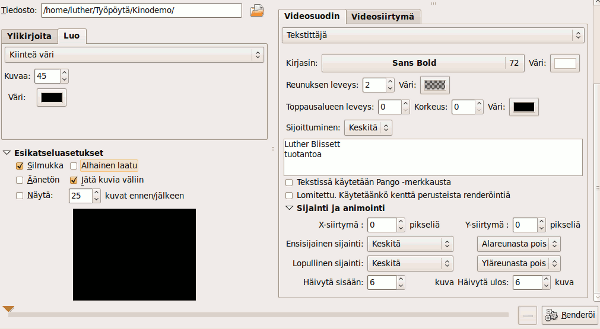 Tiedosto: /home/luther/Työpöytä/Kinodemo/
Ylikirjoita Luo
Kiinteä väri
Kuvaa: 45
Väri:
Esikatseluasetukset
Silmukka Alhainen laatu
Äänetön Jätä kuvia väliin
Näytä: 25 kuvat ennen/jälkeen
Videosuodin Videosiirtymä
Tekstittäjä
Kirjasin: Sans Bold 72 Väri:
Reunuksen leveys: 2 Väri:
Toppausalueen leveys: 0 Korkeus: 0 Väri:
Sijoittuminen: Keskitä
Luther Blissett
tuotantoa
Tekstissä käytetään Pango -merkkausta
Lomitettu. Käytetäänkö kenttä perusteista renderöintiä
Sijainti ja animointi
X-siirtymä : 0 pikseliä Y-siirtymä : 0 pikseliä
Ensisijainen sijainti: Keskitä Alareunasta pois
Lopullinen sijainti: Keskitä Yläreunasta pois
Häivytä sisään: 6 kuva Häivytä ulos: 6 kuva
Renderöi